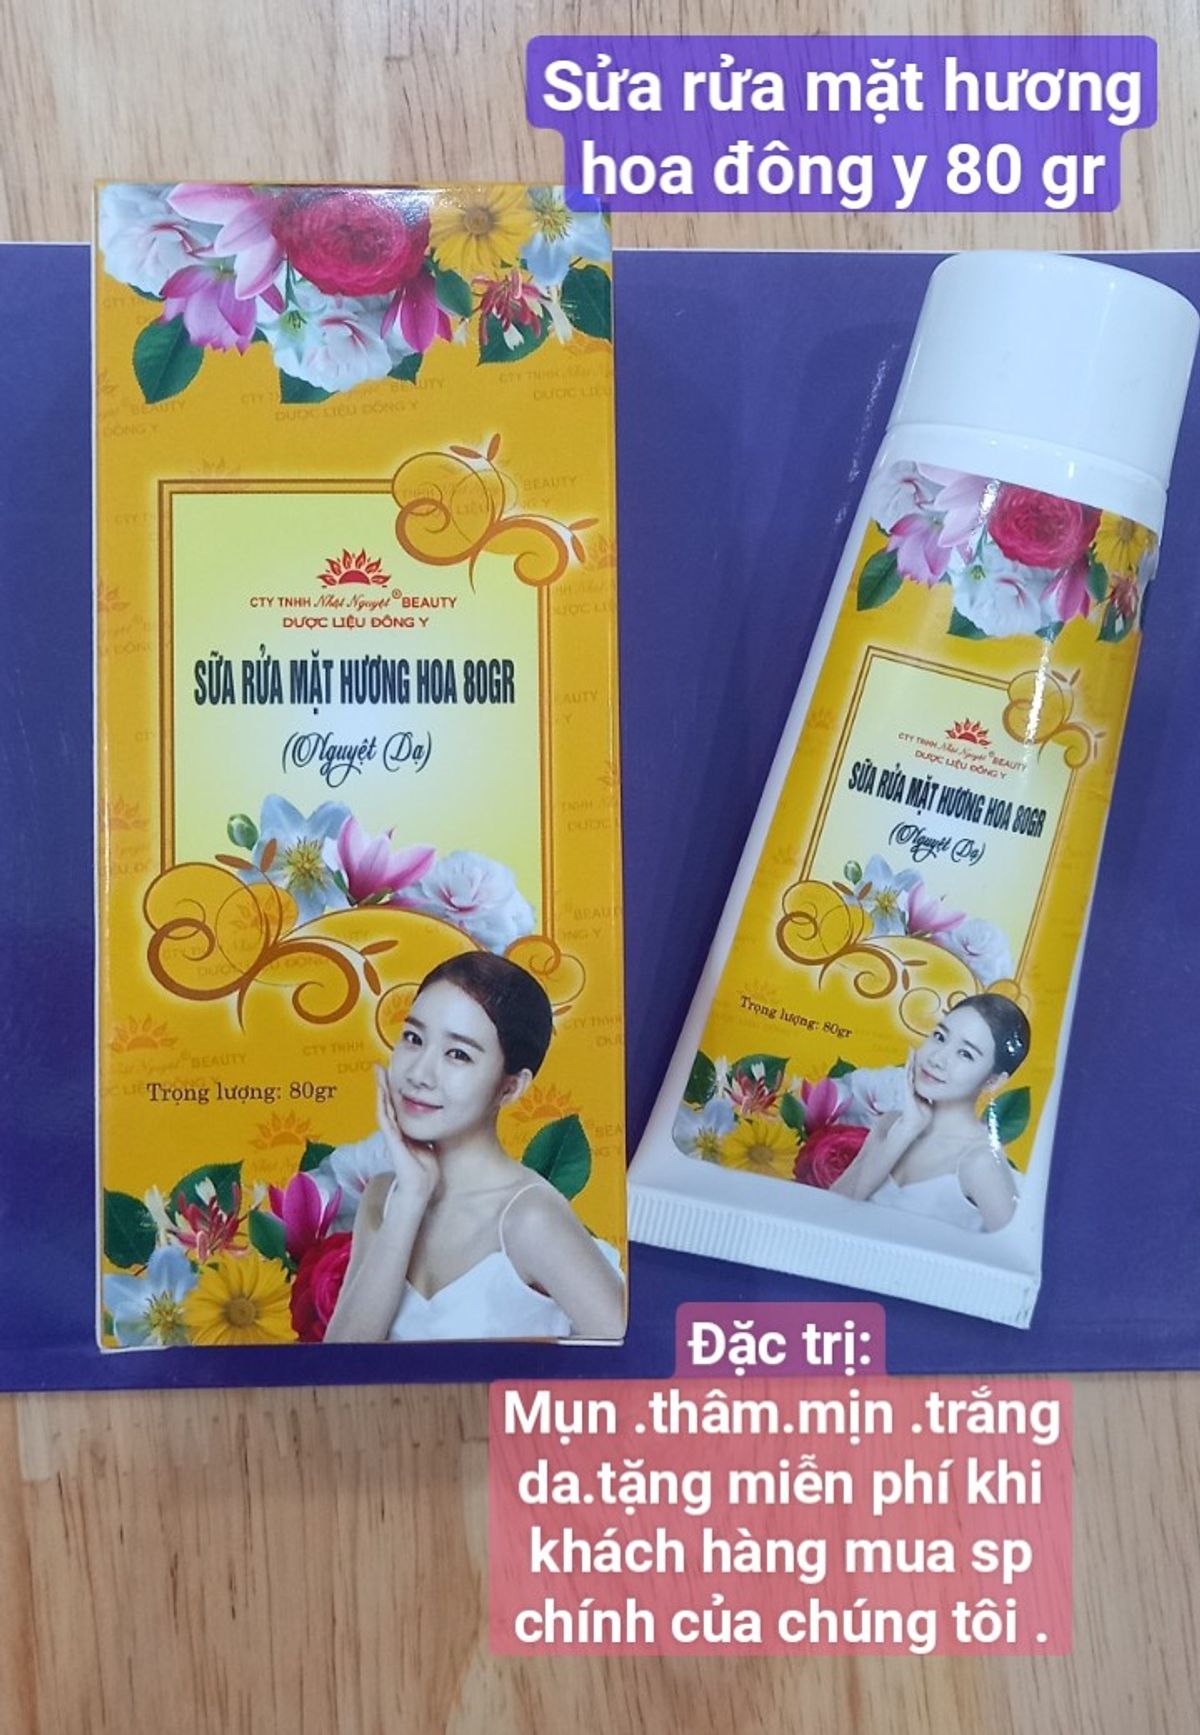 Sửa rửa mặt hương
hoa đông y 80 gr
CTY TNHH Nhật Nguyệt ® BEAUTY
DƯỢC LIỆU ĐÔNG Y
SỮA RỬA MẶT HƯƠNG HOA 80GR
(Nguyệt Dạ)
Trọng lượng: 80gr
CTY TNHH Nhật Nguyệt ® BEAUTY
DƯỢC LIỆU ĐÔNG Y
SỮA RỬA MẶT HƯƠNG HOA 80GR
(Nguyệt Dạ)
Trọng lượng: 80gr
Đặc trị:
Mụn .thâm.mịn .trắng
da.tặng miễn phí khi
khách hàng mua sp
chính của chúng tôi .